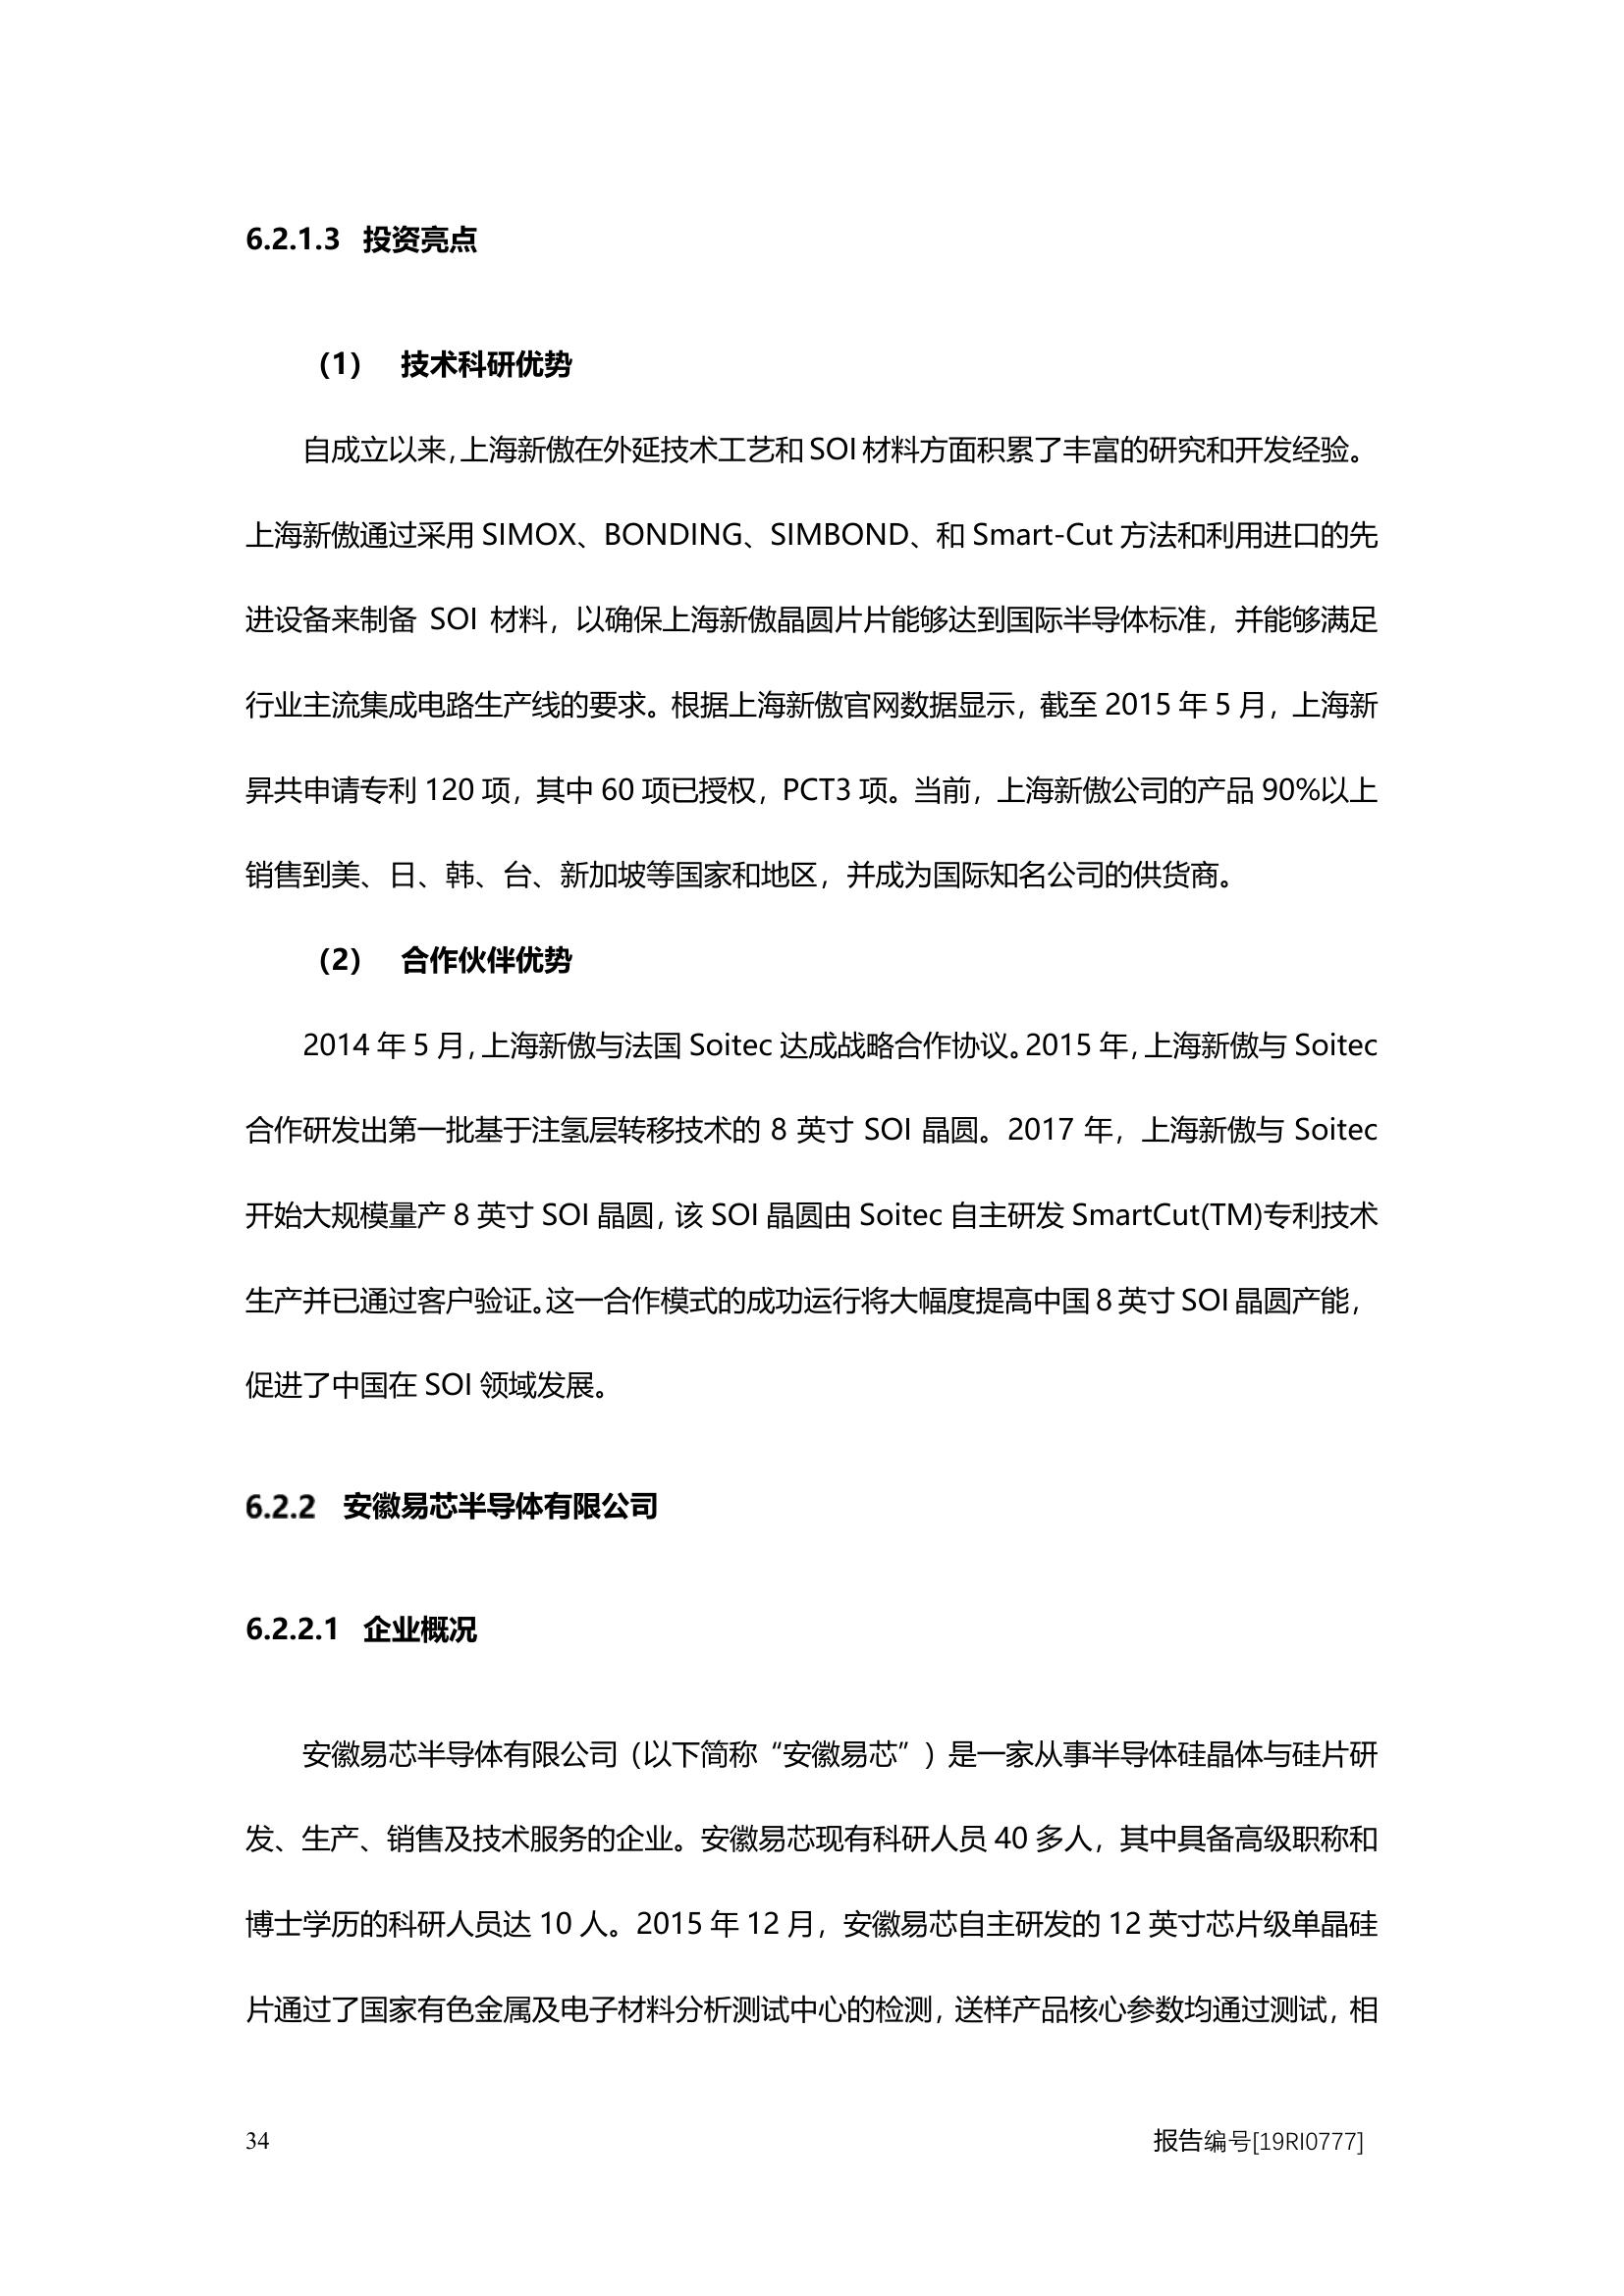 6.2.1.3 投资亮点
（1） 技术科研优势
自成立以来，上海新傲在外延技术工艺和 SOI 材料方面积累了丰富的研究和开发经验。
上海新傲通过采用 SIMOX、BONDING、SIMBOND、和 Smart-Cut 方法和利用进口的先
进设备来制备 SOI 材料，以确保上海新傲晶圆片片能够达到国际半导体标准，并能够满足
行业主流集成电路生产线的要求。根据上海新傲官网数据显示，截至 2015 年 5 月，上海新
昇共申请专利 120 项，其中 60 项已授权，PCT3 项。当前，上海新傲公司的产品 90%以上
销售到美、日、韩、台、新加坡等国家和地区，并成为国际知名公司的供货商。
（2） 合作伙伴优势
2014 年 5 月，上海新傲与法国 Soitec 达成战略合作协议。2015 年，上海新傲与 Soitec
合作研发出第一批基于注氢层转移技术的 8 英寸 SOI 晶圆。2017 年，上海新傲与 Soitec
开始大规模量产 8 英寸 SOI 晶圆，该 SOI 晶圆由 Soitec 自主研发 SmartCut(TM)专利技术
生产并已通过客户验证。这一合作模式的成功运行将大幅度提高中国 8 英寸 SOI 晶圆产能，
促进了中国在 SOI 领域发展。
6.2.2 安徽易芯半导体有限公司
6.2.2.1 企业概况
安徽易芯半导体有限公司（以下简称“安徽易芯”）是一家从事半导体硅晶体与硅片研
发、生产、销售及技术服务的企业。安徽易芯现有科研人员 40 多人，其中具备高级职称和
博士学历的科研人员达 10 人。2015 年 12 月，安徽易芯自主研发的 12 英寸芯片级单晶硅
片通过了国家有色金属及电子材料分析测试中心的检测，送样产品核心参数均通过测试，相
34
报告编号[19RI0777]